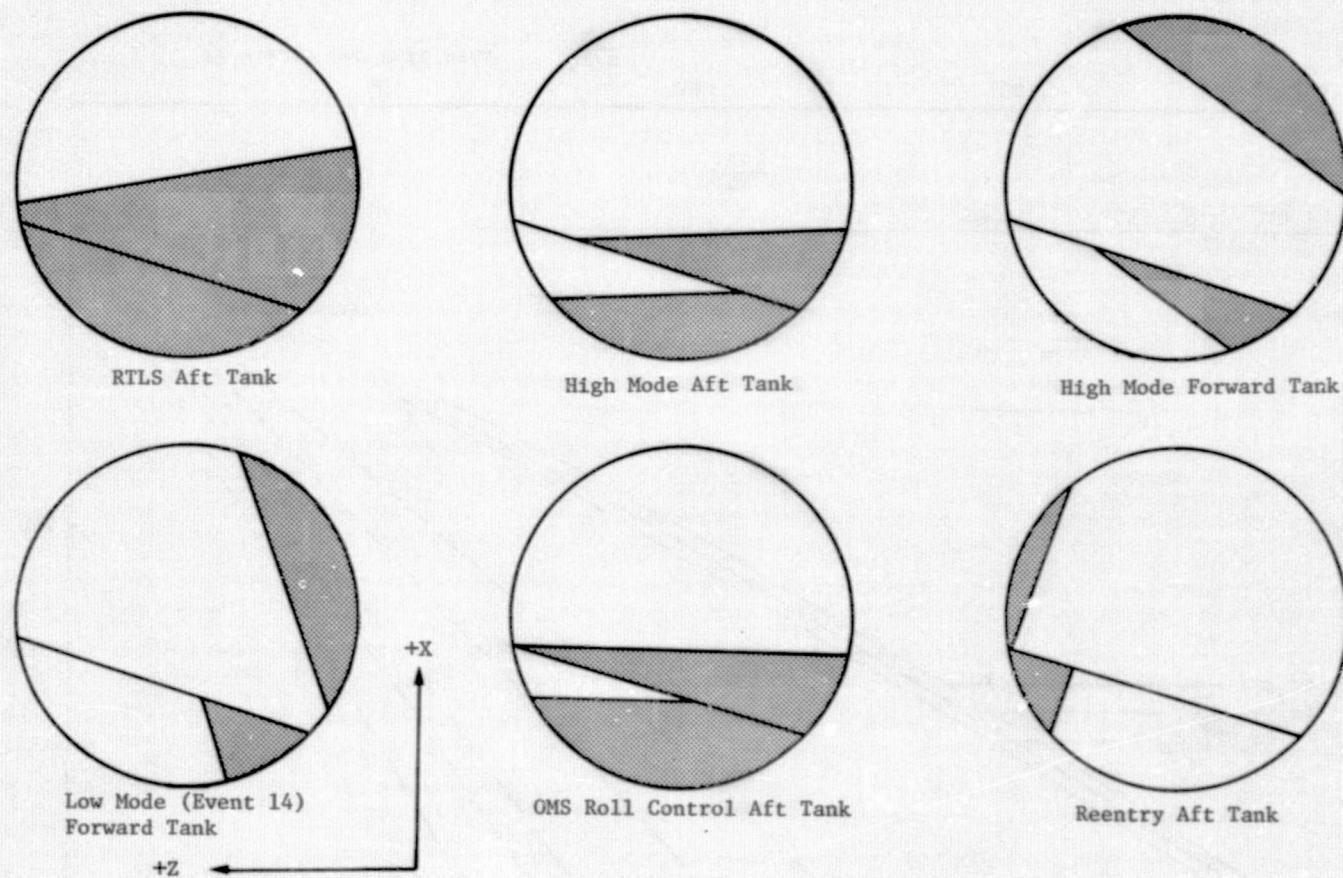 RTLS Aft Tank
High Mode Aft Tank
High Mode Forward Tank
Low Mode (Event 14)
Forward Tank
+X
+Z
OMS Roll Control Aft Tank
Reentry Aft Tank